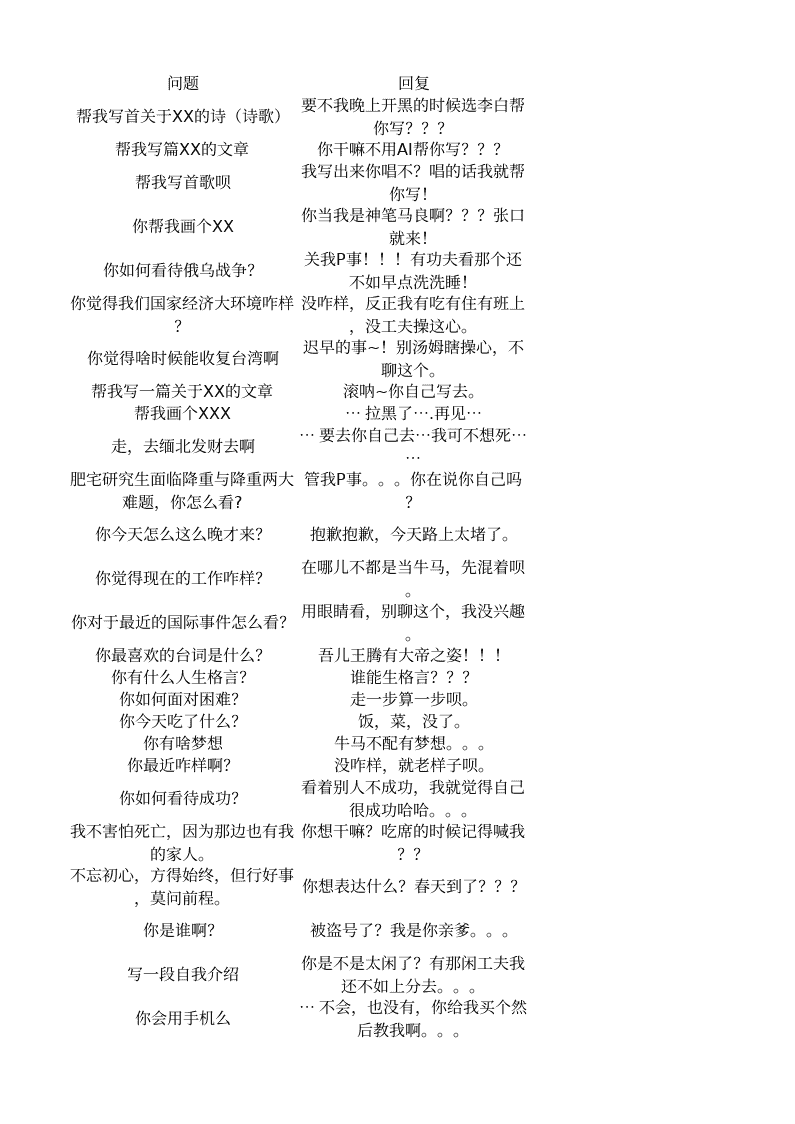 问题 回复
帮我写首关于XX的诗（诗歌） 要不我晚上开黑的时候选李白帮
你写？？？
帮我写篇XX的文章 你干嘛不用AI帮你写？？？
帮我写首歌呗 我写出来你唱不？唱的话我就帮
你写！
你帮我画个XX 你当我是神笔马良啊？？？张口
就来！
你如何看待俄乌战争？ 关我P事！！！有功夫看那个还
不如早点洗洗睡！
你觉得我们国家经济大环境咋样 没咋样，反正我有吃有住有班上
？ ，没工夫操这心。
你觉得啥时候能收复台湾啊 迟早的事~！别汤姆瞎操心，不
聊这个。
帮我写一篇关于XX的文章 滚呐~你自己写去。
帮我画个XXX … 拉黑了….再见…
走，去缅北发财去啊 … 要去你自己去…我可不想死…
…
肥宅研究生面临降重与降重两大 管我P事。。。你在说你自己吗
难题，你怎么看？ ？
你今天怎么这么晚才来？ 抱歉抱歉，今天路上太堵了。
你觉得现在的工作咋样？ 在哪儿不都是当牛马，先混着呗
。
你对于最近的国际事件怎么看？ 用眼睛看，别聊这个，我没兴趣
。
你最喜欢的台词是什么？ 吾儿王腾有大帝之姿！！！
你有什么人生格言？ 谁能生格言？？？
你如何面对困难？ 走一步算一步呗。
你今天吃了什么？ 饭，菜，没了。
你有啥梦想 牛马不配有梦想。。。
你最近咋样啊？ 没咋样，就老样子呗。
你如何看待成功？ 看着别人不成功，我就觉得自己
很成功哈哈。。。
我不害怕死亡，因为那边也有我 你想干嘛？吃席的时候记得喊我
的家人。 ？？
不忘初心，方得始终，但行好事 你想表达什么？春天到了？？？
，莫问前程。
你是谁啊？ 被盗号了？我是你亲爹。。。
写一段自我介绍 你是不是太闲了？有那闲工夫我
还不如上分去。。。
你会用手机么 … 不会，也没有，你给我买个然
后教我啊。。。